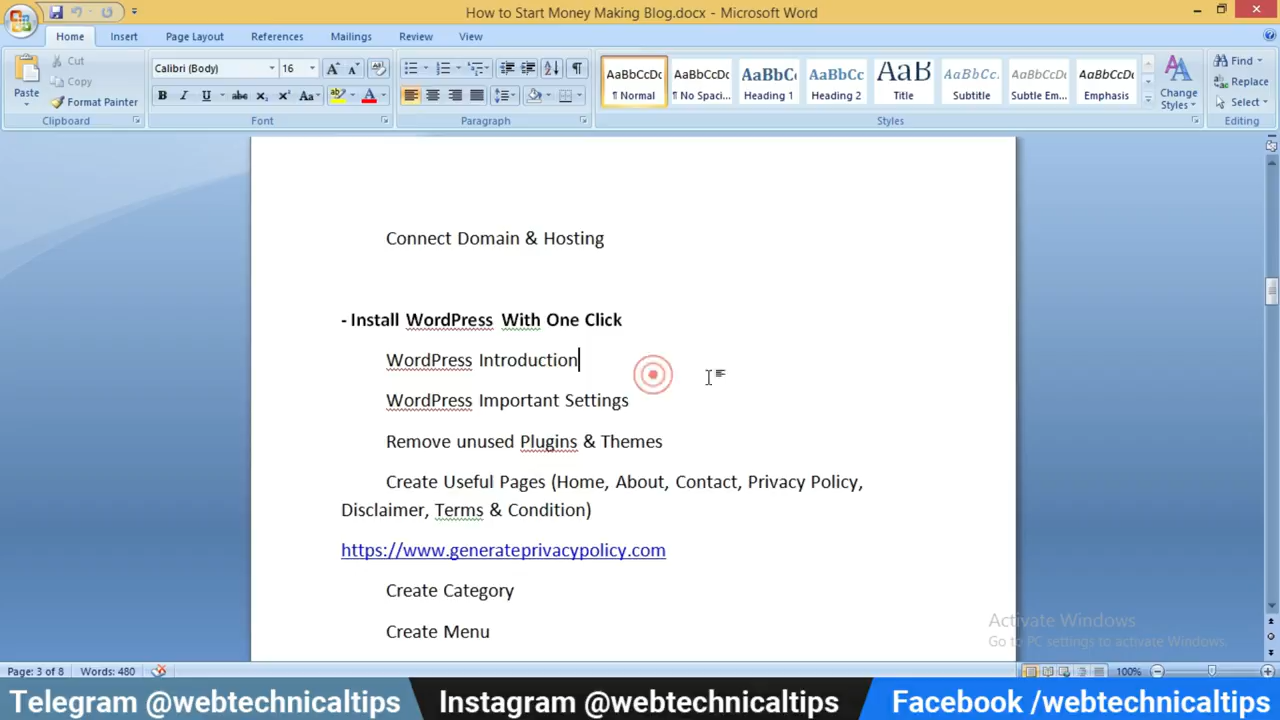 How to Start Money Making Blog.docx - Microsoft Word
Home Insert Page Layout References Mailings Review View
Paste
Cut
Copy
Format Painter
Clipboard
Calibri (Body) 16
Font
Paragraph
AaBbCcDc AaBbCcDc AaBbCc AaBbCc AaB AaBbCc. AaBbCcDc AaBbCcDc
¶ Normal ¶ No Spaci... Heading 1 Heading 2 Title Subtitle Subtle Em... Emphasis
Change Styles
Styles
Find
Replace
Select
Editing
Connect Domain & Hosting
- Install WordPress With One Click
WordPress Introduction
WordPress Important Settings
Remove unused Plugins & Themes
Create Useful Pages (Home, About, Contact, Privacy Policy,
Disclaimer, Terms & Condition)
https://www.generateprivacypolicy.com
Create Category
Create Menu
Activate Windows
Go to PC settings to activate Windows.
Page: 3 of 8 Words: 480 100%
Telegram @webtechnicaltips Instagram @webtechnicaltips Facebook /webtechnicaltips